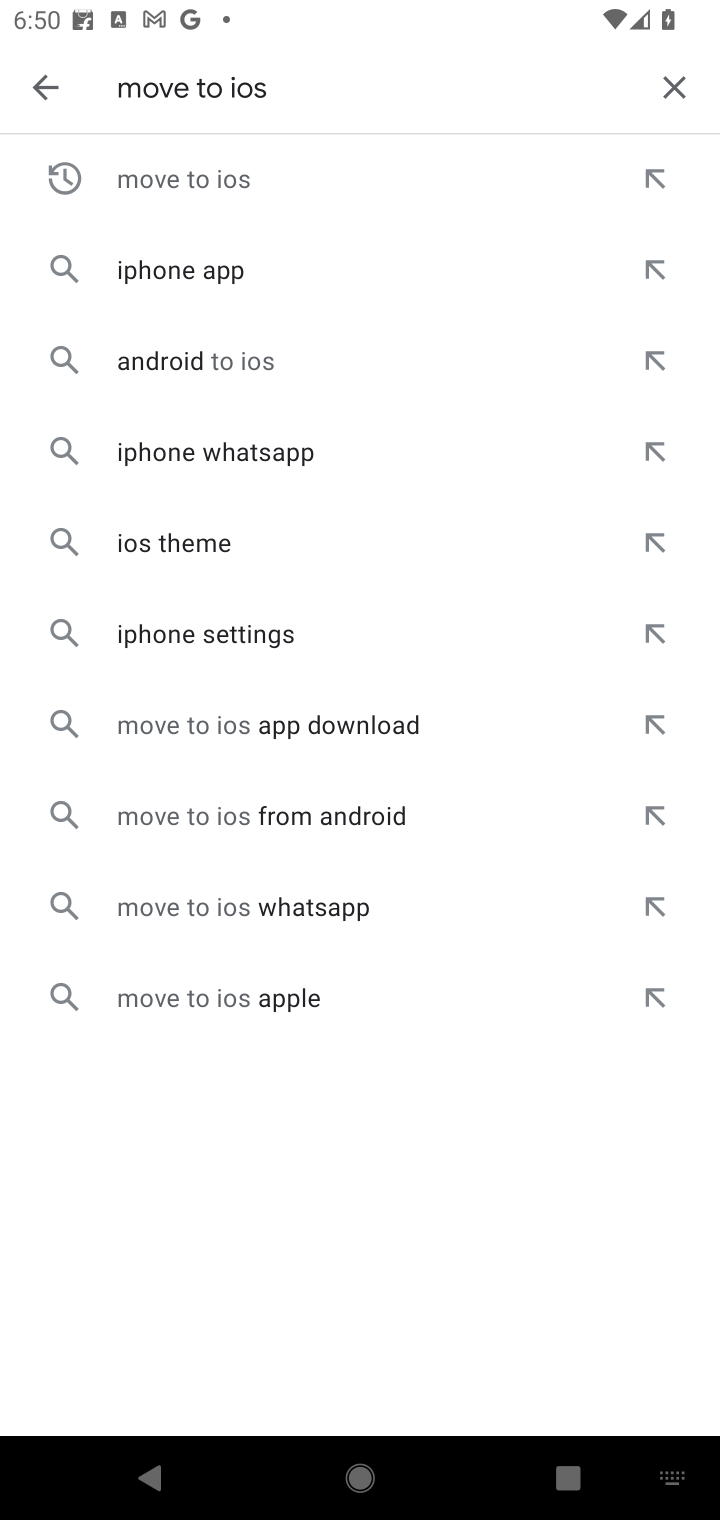 6:50
move to ios
move to ios
iphone app
android to ios
iphone whatsapp
ios theme
iphone settings
move to ios app download
move to ios from android
move to ios whatsapp
move to ios apple